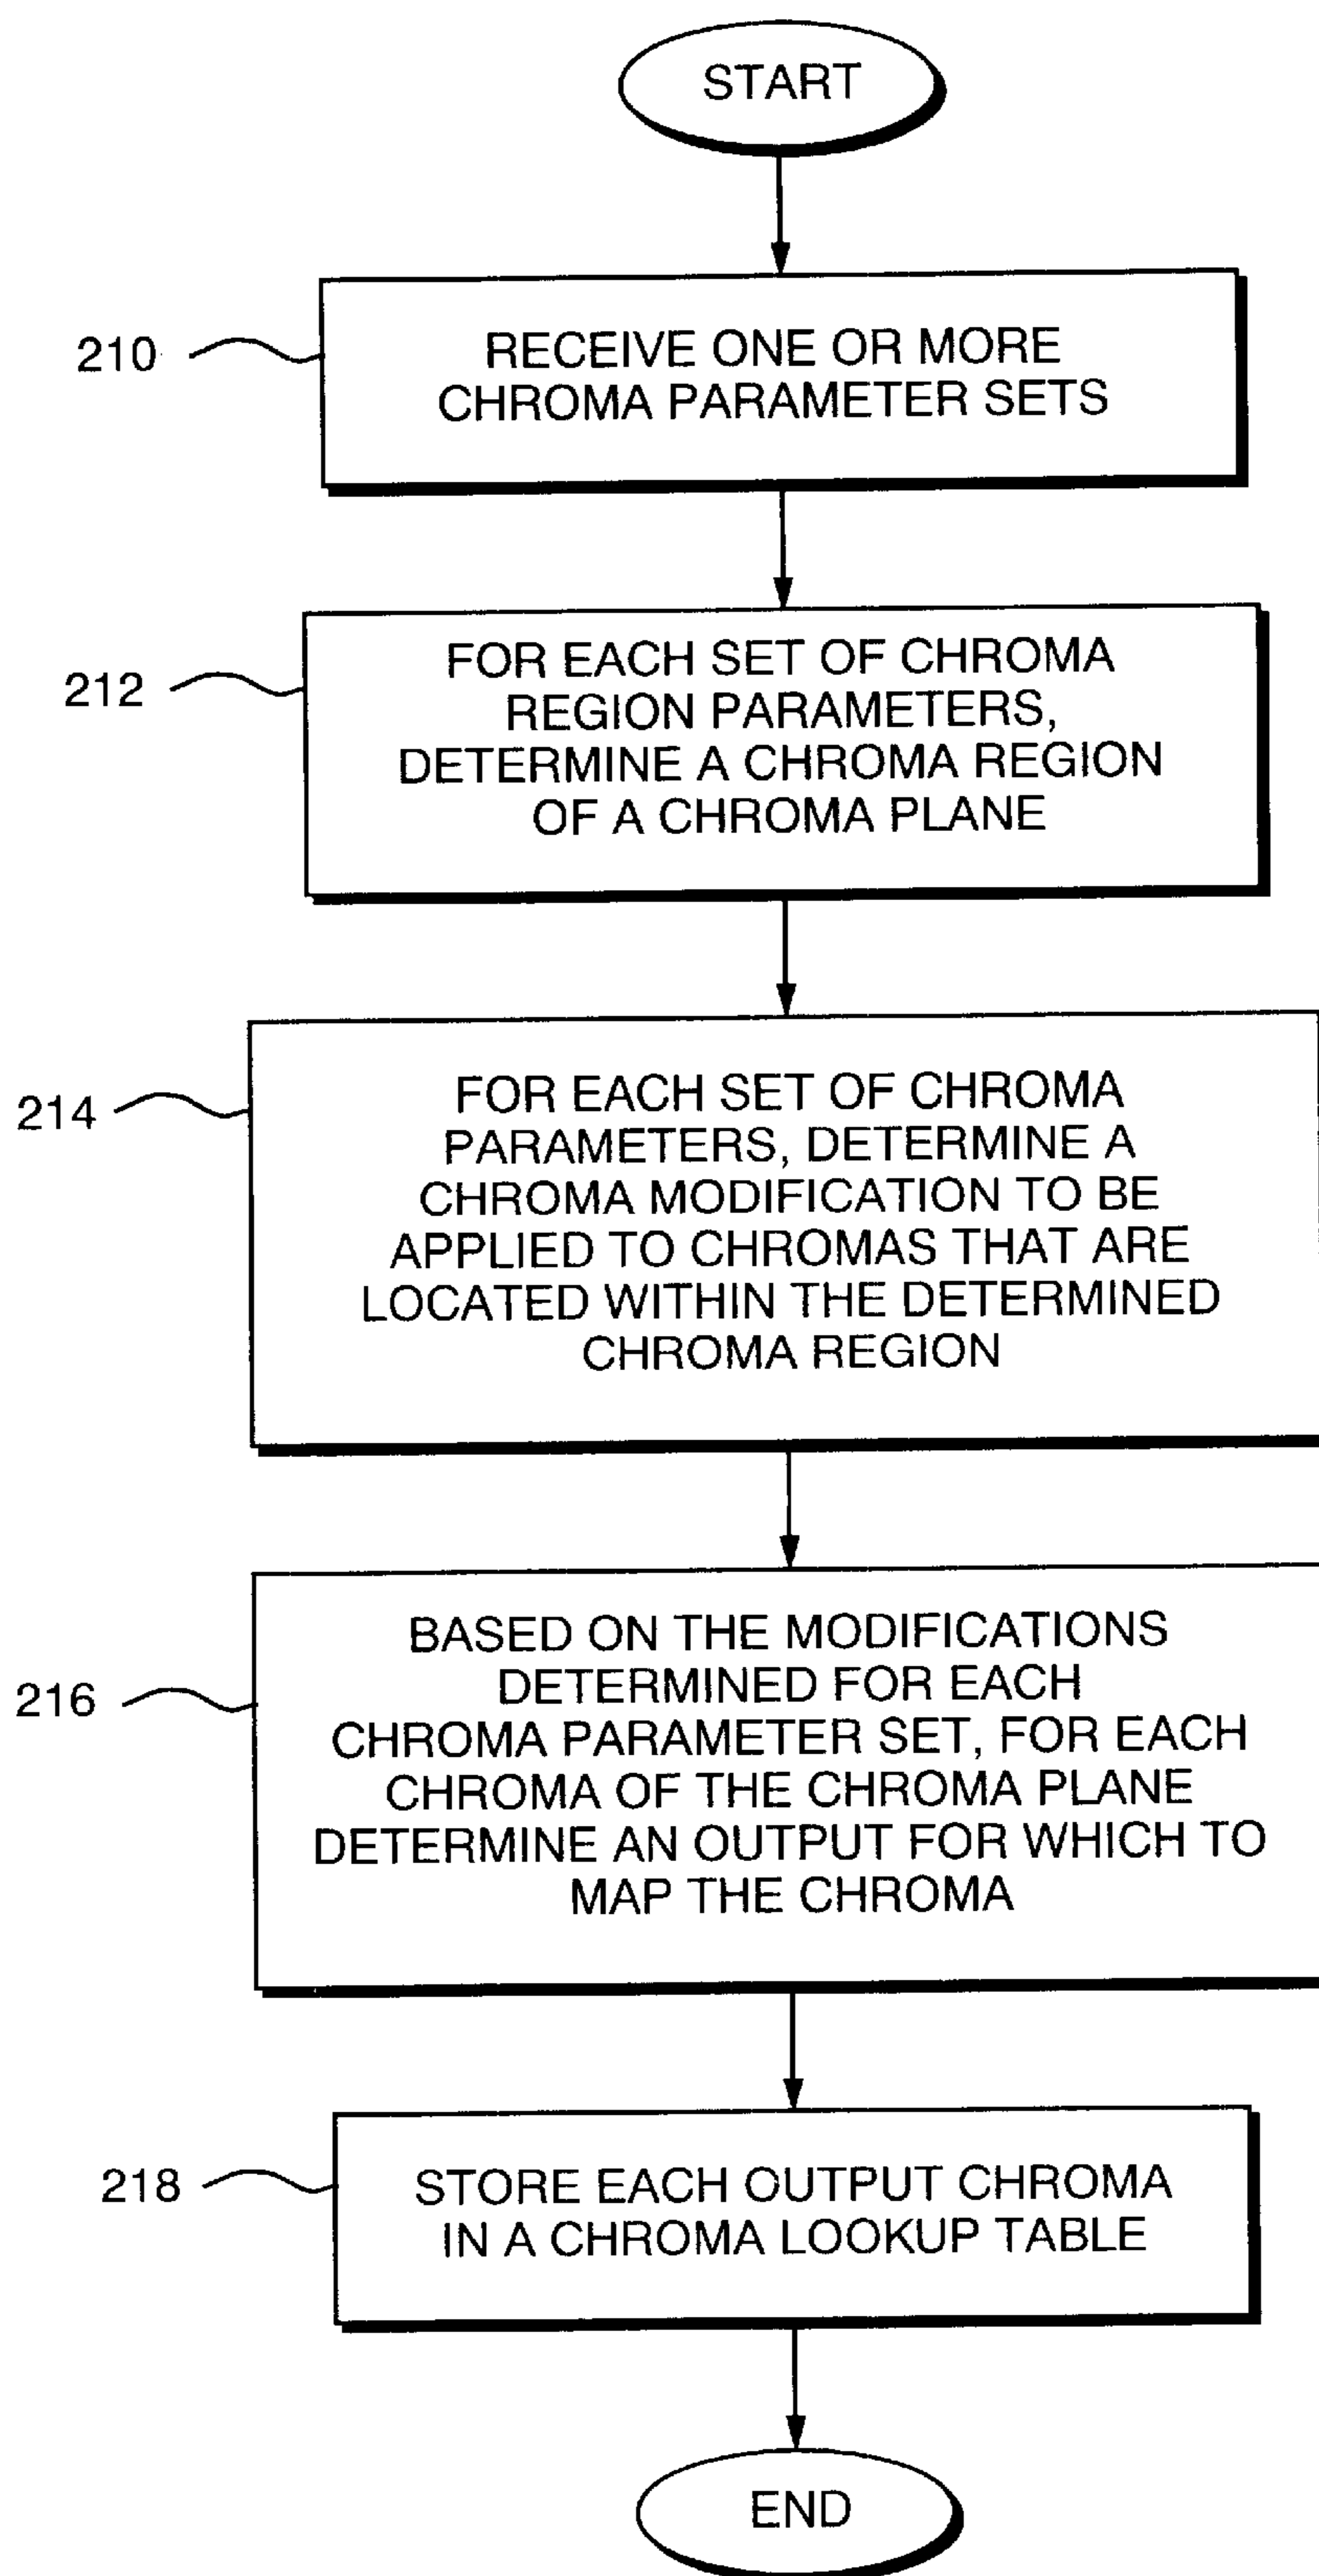 START
210
RECEIVE ONE OR MORE
CHROMA PARAMETER SETS
212
FOR EACH SET OF CHROMA
REGION PARAMETERS,
DETERMINE A CHROMA REGION
OF A CHROMA PLANE
214
FOR EACH SET OF CHROMA
PARAMETERS, DETERMINE A
CHROMA MODIFICATION TO BE
APPLIED TO CHROMAS THAT ARE
LOCATED WITHIN THE DETERMINED
CHROMA REGION
216
BASED ON THE MODIFICATIONS
DETERMINED FOR EACH
CHROMA PARAMETER SET, FOR EACH
CHROMA OF THE CHROMA PLANE
DETERMINE AN OUTPUT FOR WHICH TO
MAP THE CHROMA
218
STORE EACH OUTPUT CHROMA
IN A CHROMA LOOKUP TABLE
END